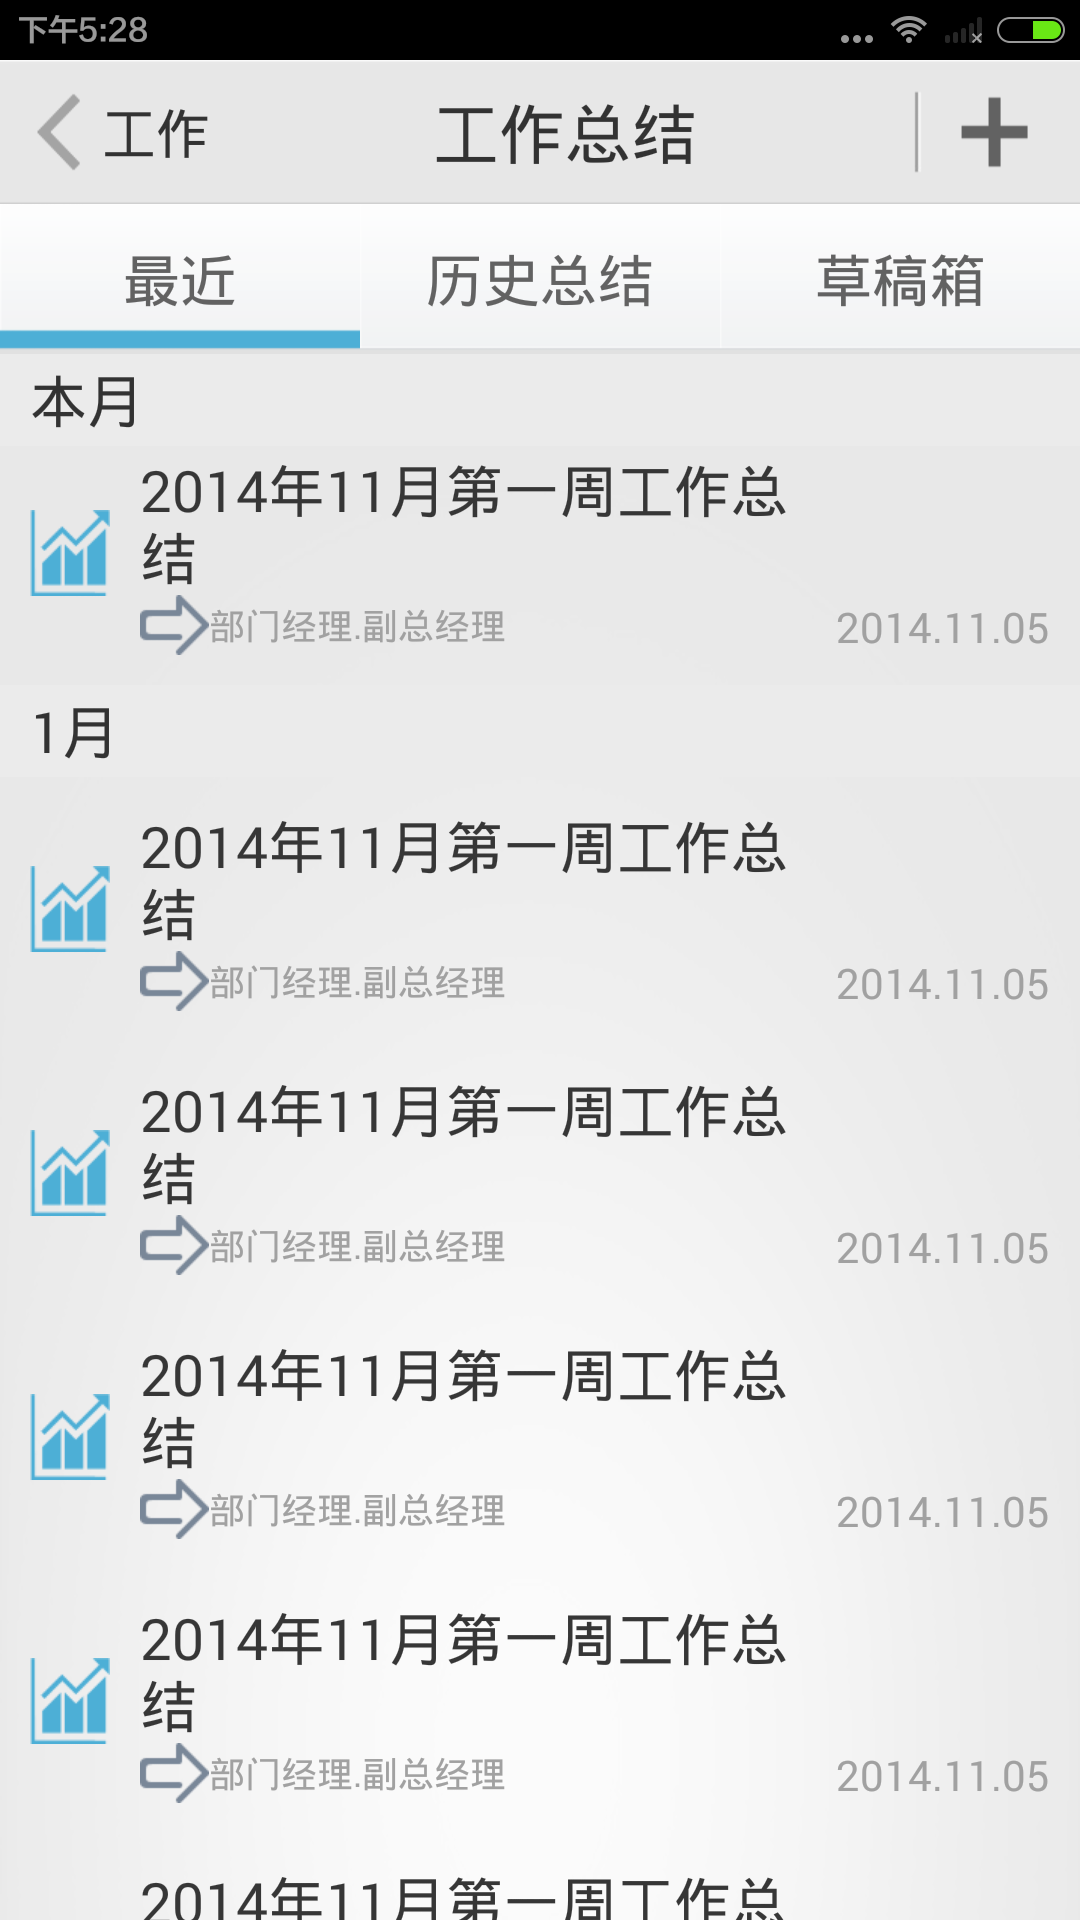 下午5:28
工作
工作总结
最近
历史总结
草稿箱
本月
2014年11月第一周工作总
结
部门经理.副总经理
2014.11.05
1月
2014年11月第一周工作总
结
部门经理.副总经理
2014.11.05
2014年11月第一周工作总
结
部门经理.副总经理
2014.11.05
2014年11月第一周工作总
结
部门经理.副总经理
2014.11.05
2014年11月第一周工作总
结
部门经理.副总经理
2014.11.05
2014年11月第一周工作总